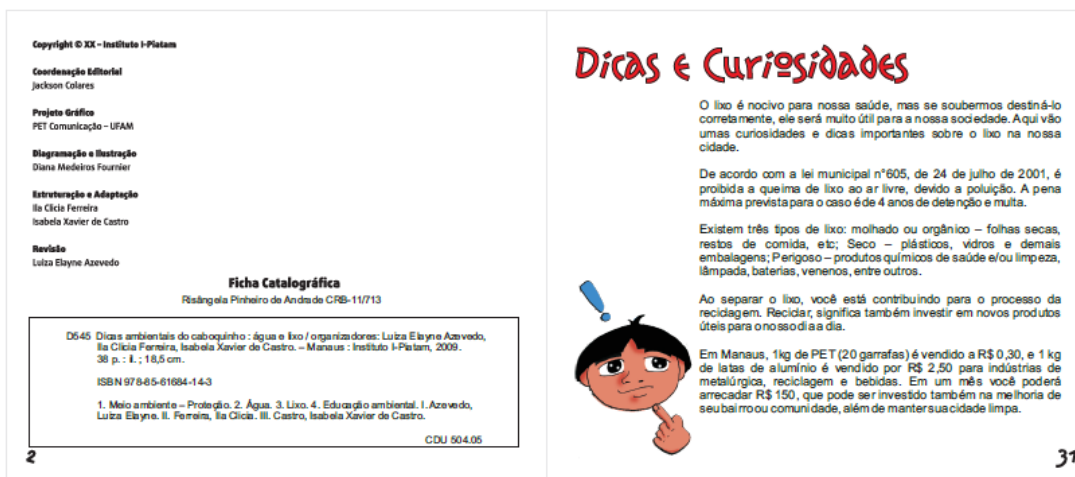 Copyright © XX – Instituto I-Piatam
Coordenação Editorial
Jackson Colares
Projeto Gráfico
PET Comunicação – UFAM
Diagramação e Ilustração
Diana Medeiros Fournier
Estruturação e Adaptação
Ila Clicia Ferreira
Isabela Xavier de Castro
Revisão
Luiza Elayne Azevedo
Ficha Catalográfica
Risângela Pinheiro de Andrade CRB-11/713
D545 Dicas ambientais do caboquinho : água e lixo / organizadores: Luiza Elayne Azevedo,
Ila Clicia Ferreira, Isabela Xavier de Castro. – Manaus : Instituto I-Piatam, 2009.
38 p. : il. ; 18,5 cm.
ISBN 978-85-61684-14-3
1. Meio ambiente – Proteção. 2. Água. 3. Lixo. 4. Educação ambiental. I. Azevedo,
Luiza Elayne. II. Ferreira, Ila Clicia. III. Castro, Isabela Xavier de Castro.
CDU 504.05
2
Dicas e Curiosidades
O lixo é nocivo para nossa saúde, mas se soubermos destiná-lo
corretamente, ele será muito útil para a nossa sociedade. Aqui vão
umas curiosidades e dicas importantes sobre o lixo na nossa
cidade.
De acordo com a lei municipal n°605, de 24 de julho de 2001, é
proibida a queima de lixo ao ar livre, devido a poluição. A pena
máxima prevista para o caso é de 4 anos de detenção e multa.
Existem três tipos de lixo: molhado ou orgânico – folhas secas,
restos de comida, etc; Seco – plásticos, vidros e demais
embalagens; Perigoso – produtos químicos de saúde e/ou limpeza,
lâmpada, baterias, venenos, entre outros.
Ao separar o lixo, você está contribuindo para o processo da
reciclagem. Reciclar, significa também investir em novos produtos
úteis para o nosso dia a dia.
Em Manaus, 1kg de PET (20 garrafas) é vendido a R$ 0,30, e 1 kg
de latas de alumínio é vendido por R$ 2,50 para indústrias de
metalúrgica, reciclagem e bebidas. Em um mês você poderá
arrecadar R$ 150, que pode ser investido também na melhoria de
seu bairro ou comunidade, além de manter sua cidade limpa.
31